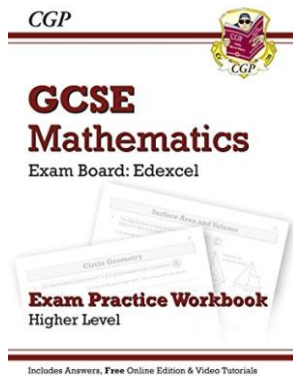 CGP
CGP
GCSE
Mathematics
Exam Board: Edexcel
Surface Area and Volume
Circle Geometry
Exam Practice Workbook
Higher Level
Includes Answers, Free Online Edition & Video Tutorials